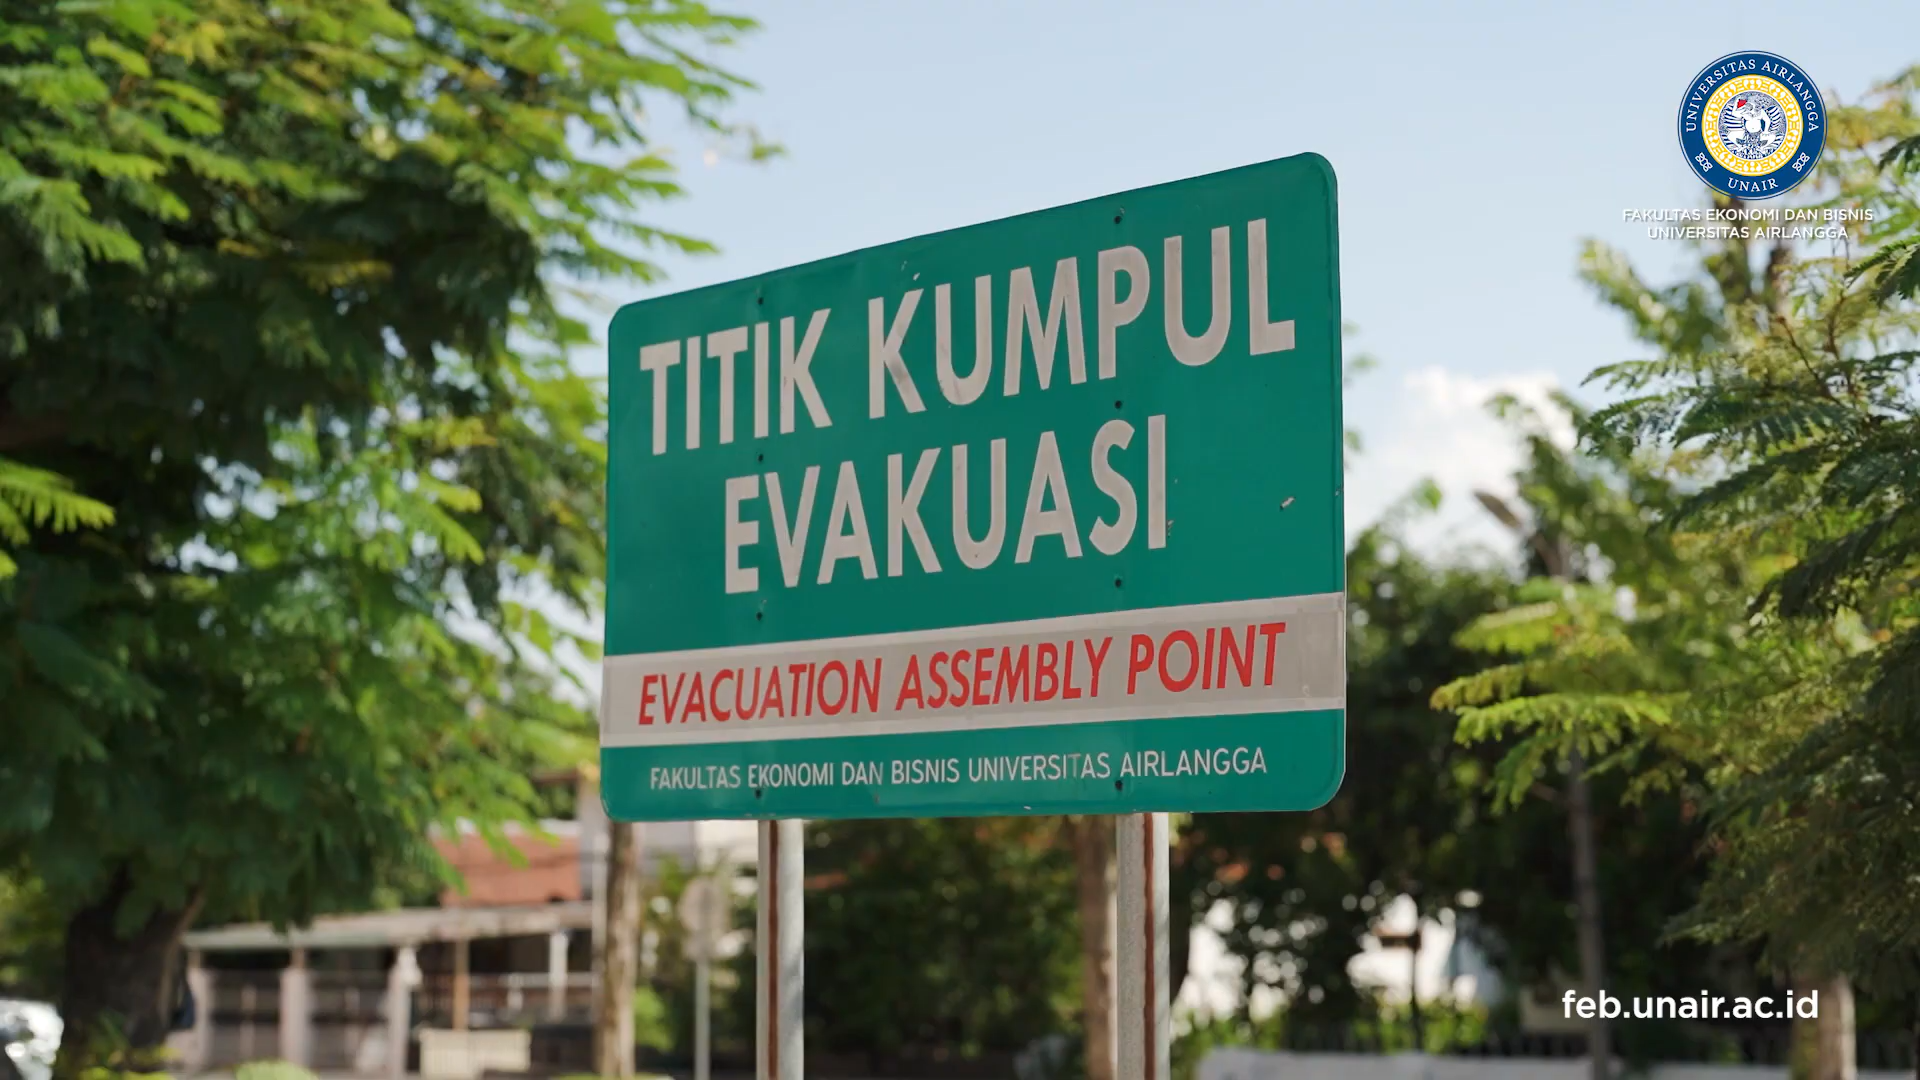 UNIVERSITAS AIRLANGGA
UNAIR
FAKULTAS EKONOMI DAN BISNIS
UNIVERSITAS AIRLANGGA
TITIK KUMPUL
EVAKUASI
EVACUATION ASSEMBLY POINT
FAKULTAS EKONOMI DAN BISNIS UNIVERSITAS AIRLANGGA
feb.unair.ac.id